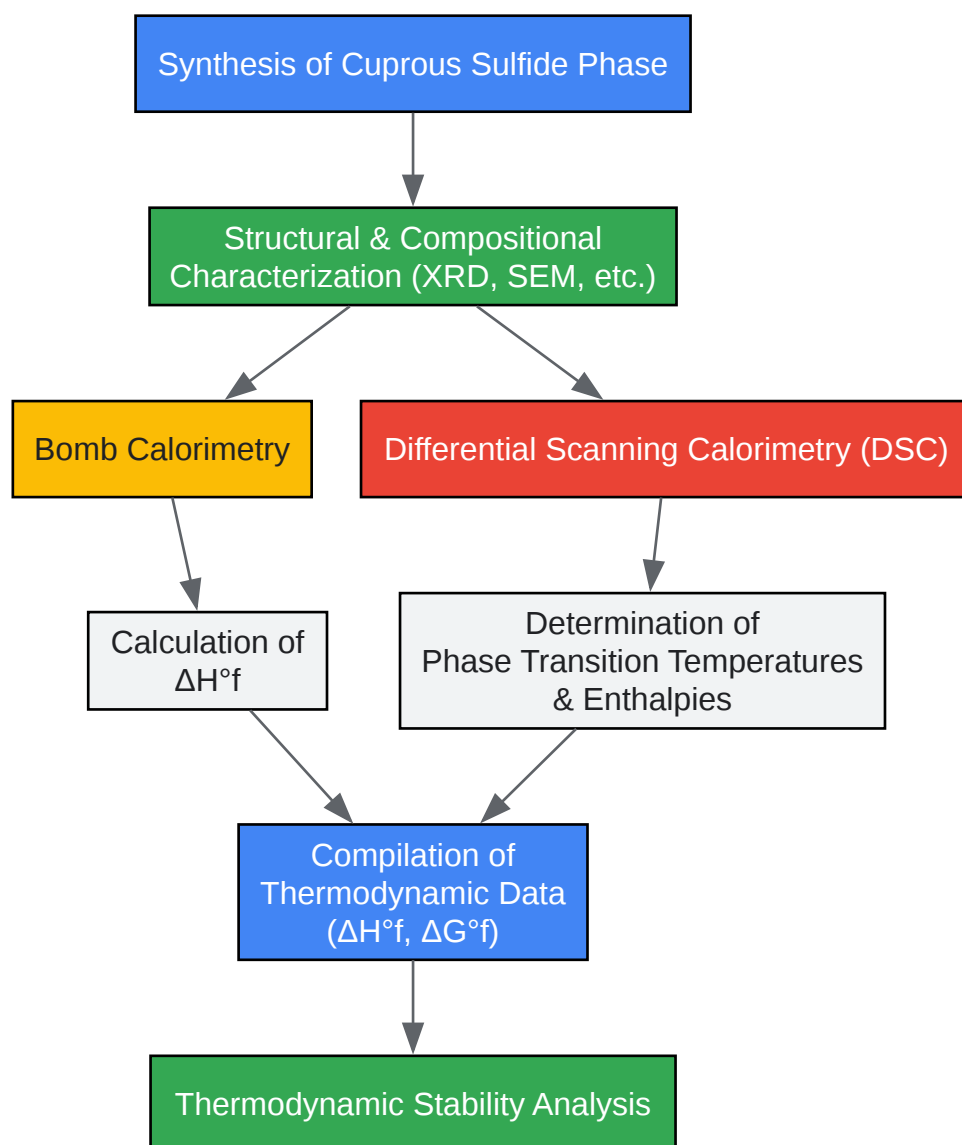 Synthesis of Cuprous Sulfide Phase
Structural & Compositional
Characterization (XRD, SEM, etc.)
Bomb Calorimetry
Differential Scanning Calorimetry (DSC)
Calculation of
ΔH°f
Determination of
Phase Transition Temperatures
& Enthalpies
Compilation of
Thermodynamic Data
(ΔH°f, ΔG°f)
Thermodynamic Stability Analysis